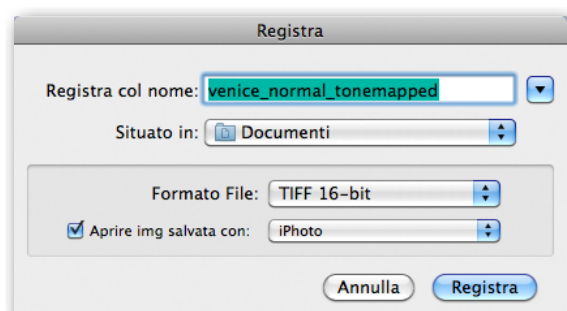 Registra
Registra col nome: venice_normal_tonemapped
Situato in: Documenti
Formato File: TIFF 16-bit
Aprire img salvata con: iPhoto
Annulla Registra